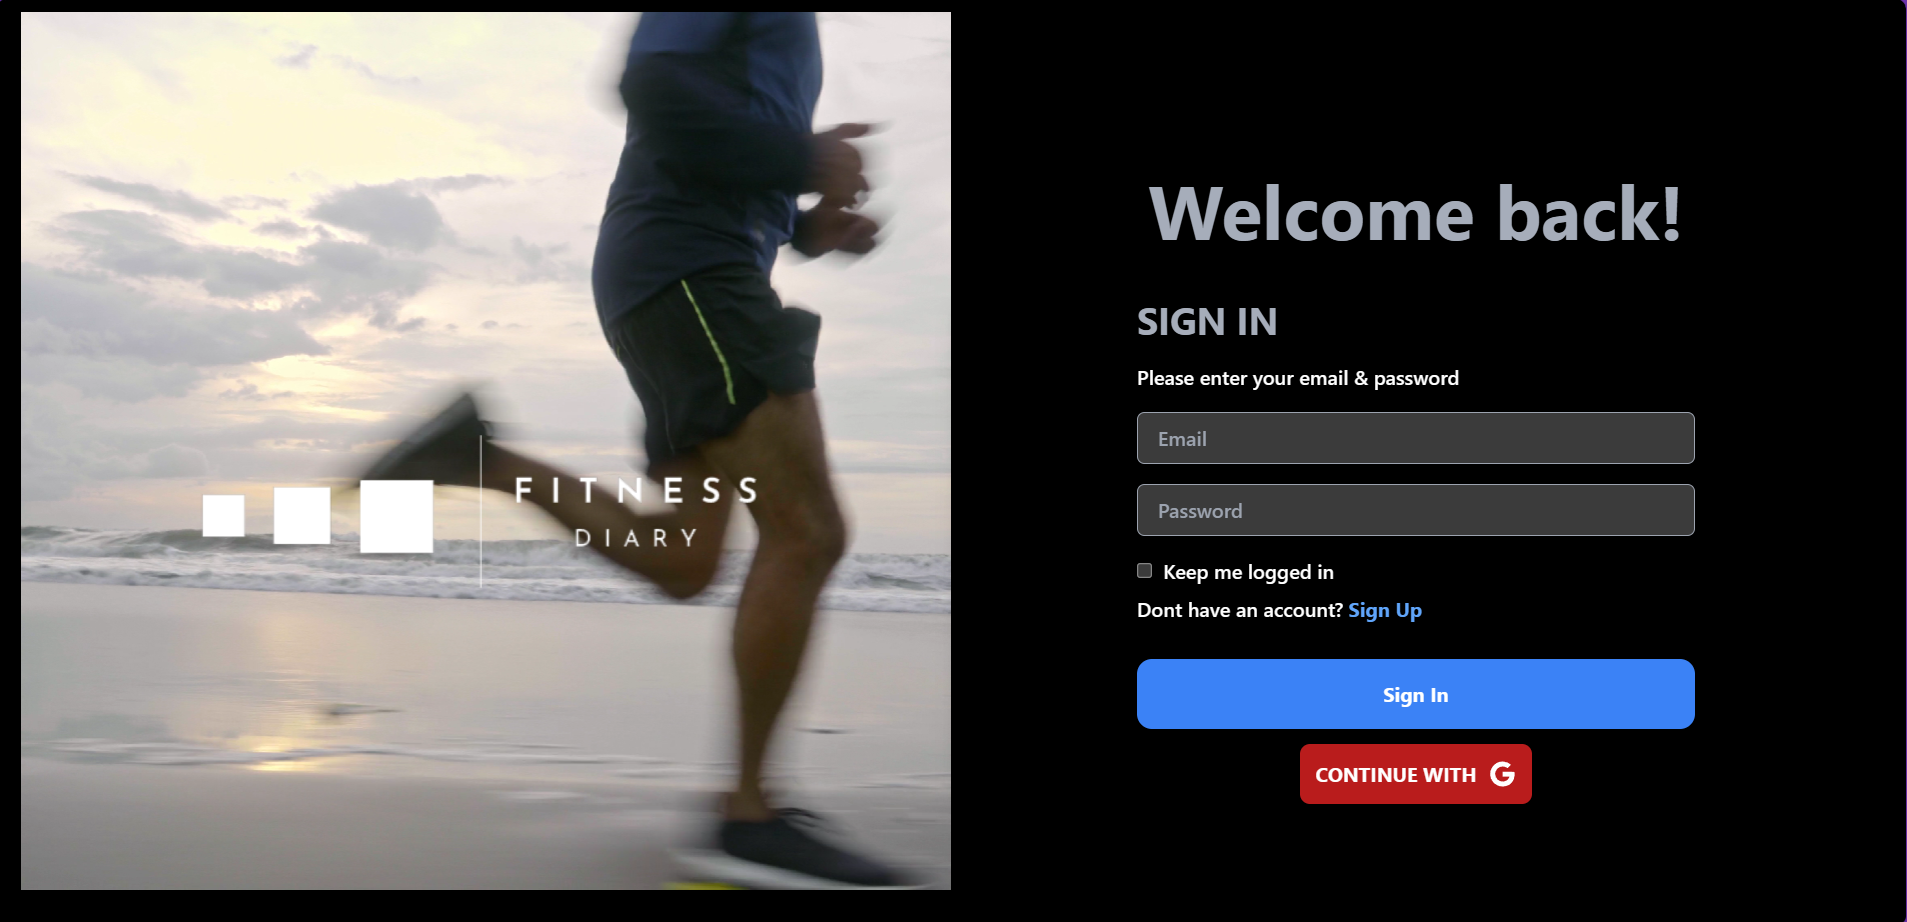 FITNESS
DIARY
Welcome back!
SIGN IN
Please enter your email & password
Email
Password
Keep me logged in
Dont have an account? Sign Up
Sign In
CONTINUE WITH G